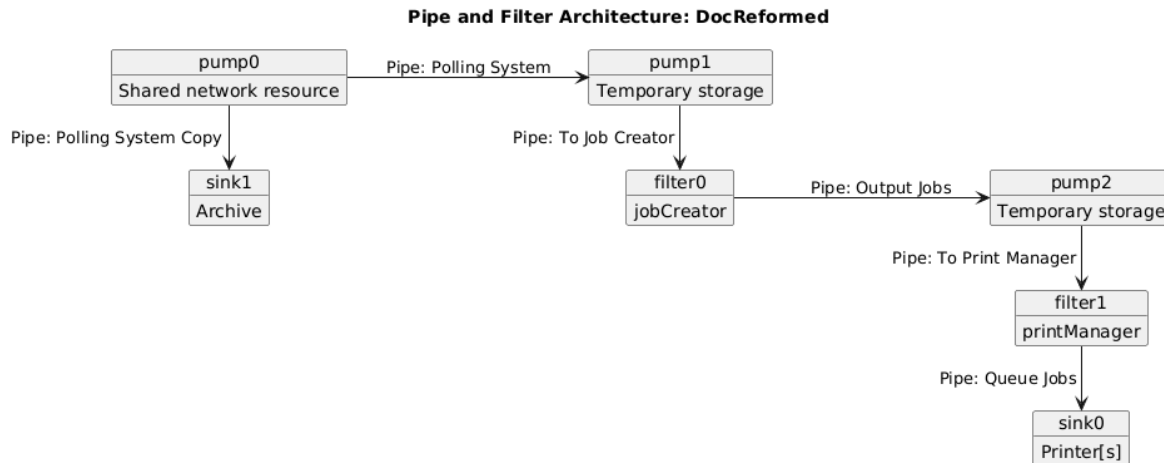 Pipe and Filter Architecture: DocReformed
pump0
Shared network resource
Pipe: Polling System
pump1
Temporary storage
Pipe: Polling System Copy
Pipe: To Job Creator
sink1
Archive
filter0
jobCreator
Pipe: Output Jobs
pump2
Temporary storage
Pipe: To Print Manager
filter1
printManager
Pipe: Queue Jobs
sink0
Printer[s]